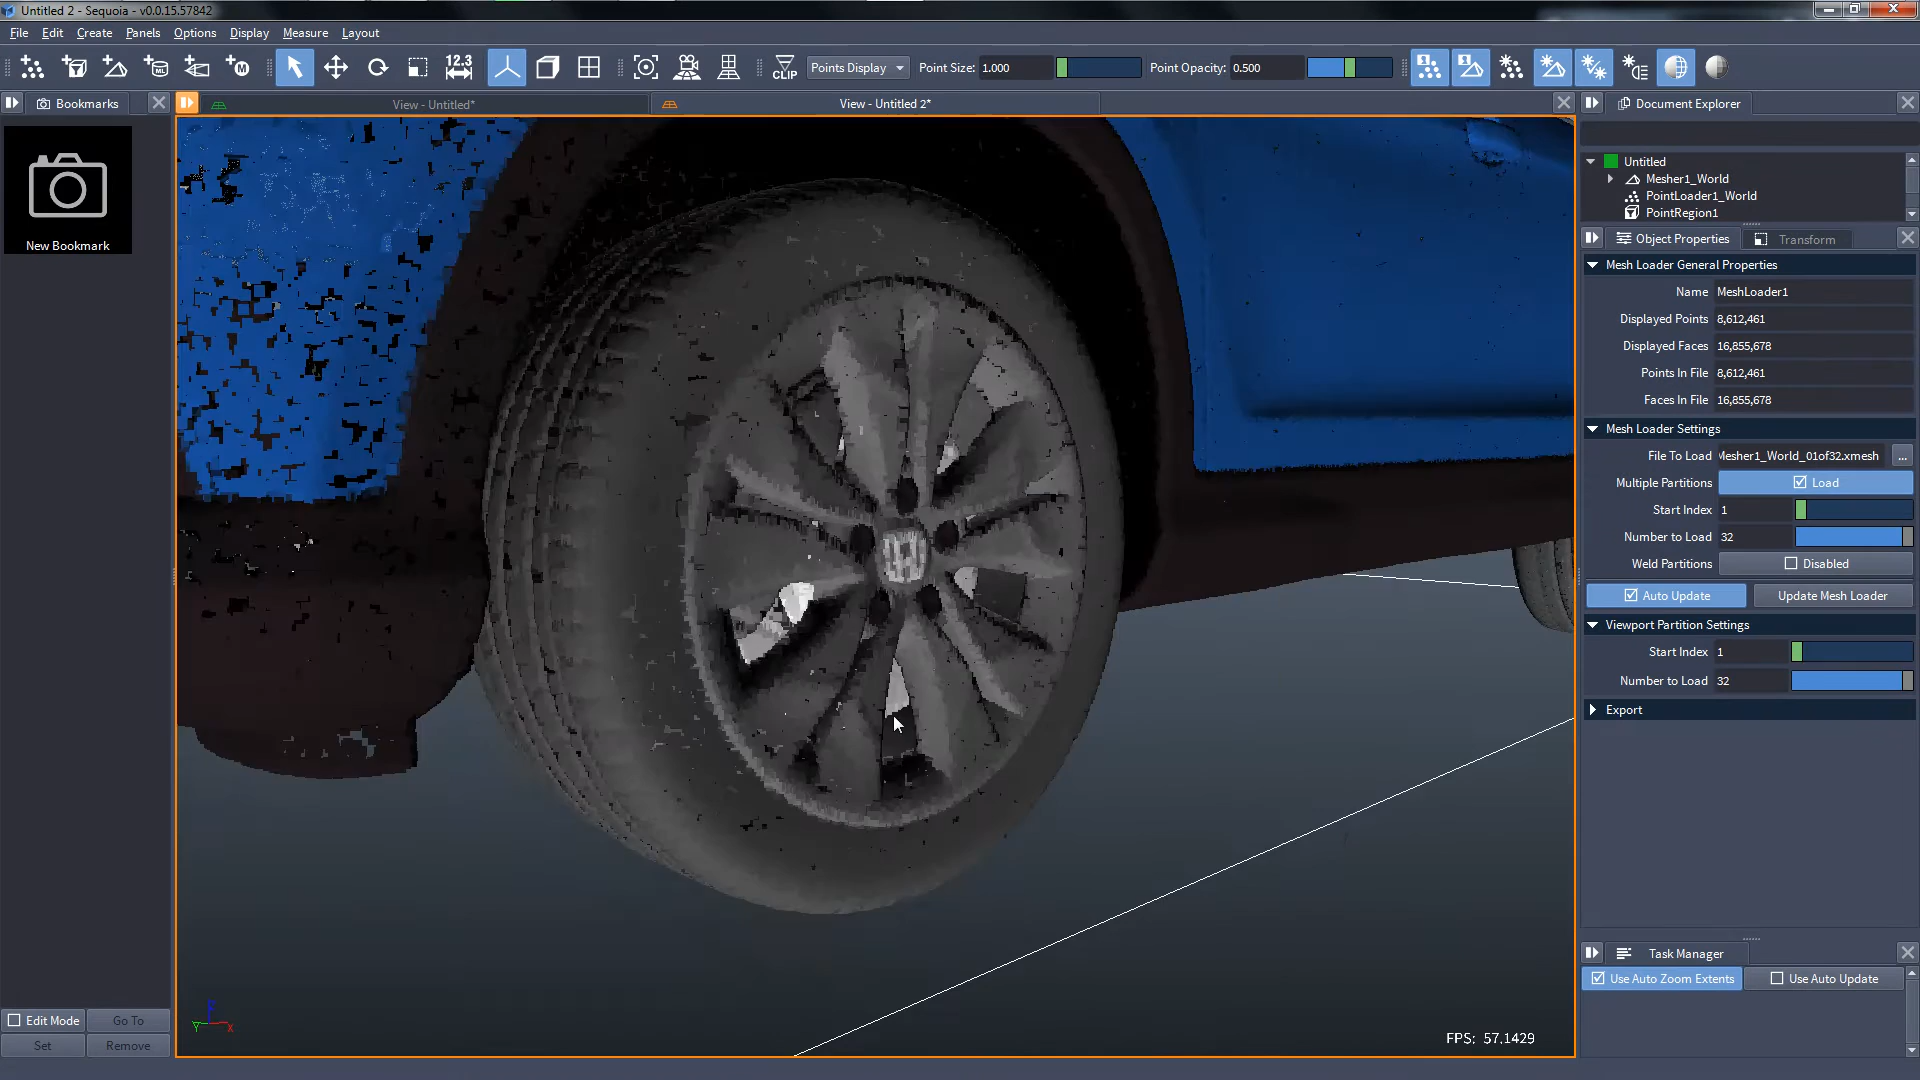 Untitled 2 - Sequoia - v0.0.15.57842
File Edit Create Panels Options Display Measure Layout
ML M 12.3 CLIP Points Display Point Size: 1.000 Point Opacity: 0.500 1 1
Bookmarks
View - Untitled*
View - Untitled 2*
Document Explorer
New Bookmark
Untitled
Mesher1_World
PointLoader1_World
PointRegion1
Object Properties
Transform
Mesh Loader General Properties
Name MeshLoader1
Displayed Points 8,612,461
Displayed Faces 16,855,678
Points In File 8,612,461
Faces In File 16,855,678
Mesh Loader Settings
File To Load Mesher1_World_01of32.xmesh ...
Multiple Partitions Load
Start Index 1
Number to Load 32
Weld Partitions Disabled
Auto Update Update Mesh Loader
Viewport Partition Settings
Start Index 1
Number to Load 32
Export
Task Manager
Use Auto Zoom Extents Use Auto Update
Edit Mode Go To
Set Remove
Y X
FPS: 57.1429